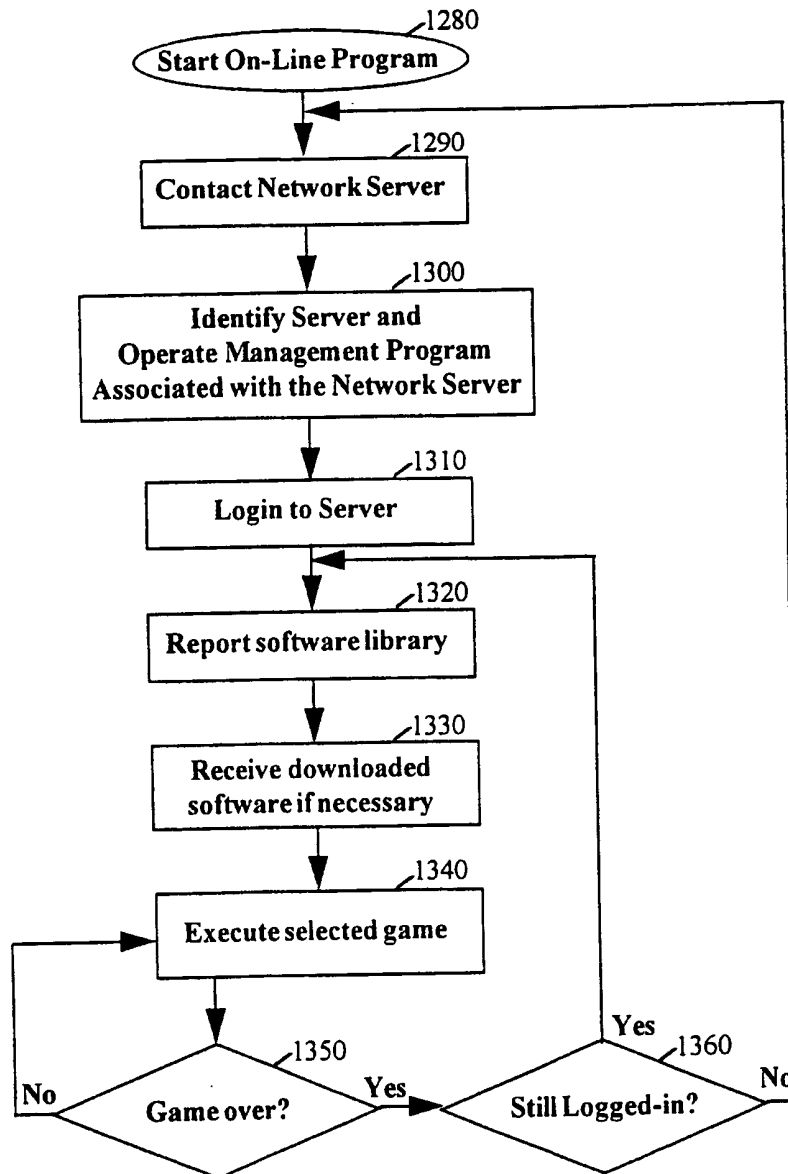 1280
Start On-Line Program
1290
Contact Network Server
1300
Identify Server and
Operate Management Program
Associated with the Network Server
1310
Login to Server
1320
Report software library
1330
Receive downloaded
software if necessary
1340
Execute selected game
1350
No
Game over?
Yes
Yes
1360
Still Logged-in?
No